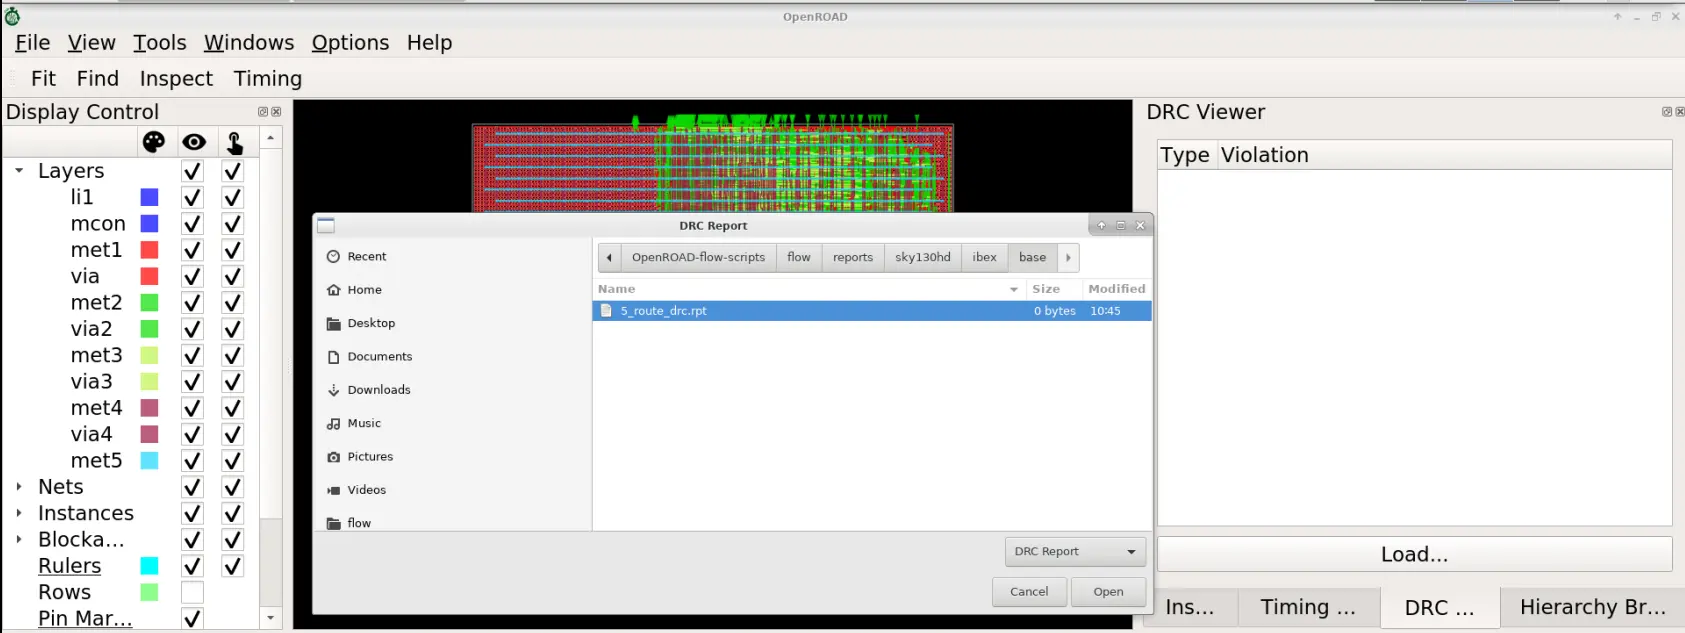 OpenROAD
File View Tools Windows Options Help
Fit Find Inspect Timing
Display Control
Layers
li1
mcon
met1
via
met2
via2
met3
via3
met4
via4
met5
Nets
Instances
Blocka...
Rulers
Rows
Pin Mar...
DRC Report
Recent
Home
Desktop
Documents
Downloads
Music
Pictures
Videos
flow
OpenROAD-flow-scripts flow reports sky130hd ibex base
Name Size Modified
5_route_drc.rpt 0 bytes 10:45
DRC Report
Cancel Open
DRC Viewer
Type Violation
Load...
Ins... Timing ... DRC ... Hierarchy Br...